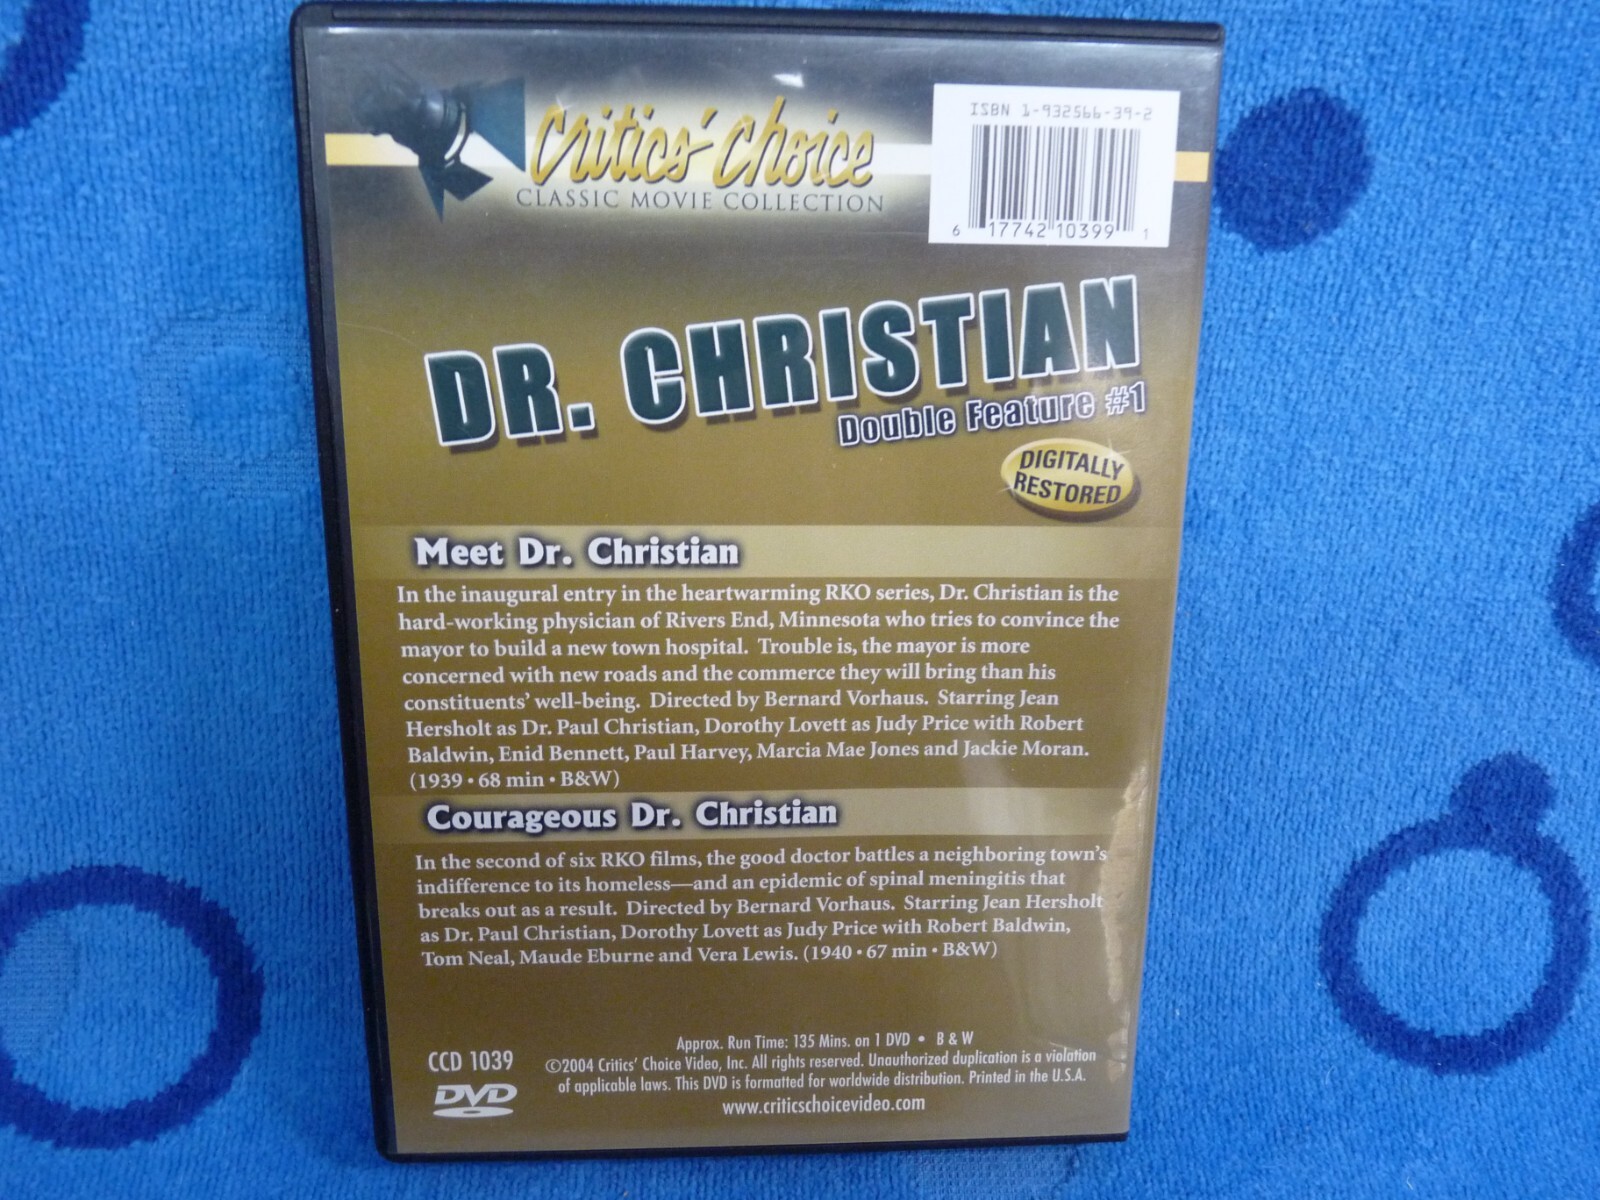 Critics' Choice
CLASSIC MOVIE COLLECTION
ISBN 1-932566-39-2
6 17742 10399 1
DR. CHRISTIAN
Double Feature #1
DIGITALLY
RESTORED
Meet Dr. Christian
In the inaugural entry in the heartwarming RKO series, Dr. Christian is the
hard-working physician of Rivers End, Minnesota who tries to convince the
mayor to build a new town hospital. Trouble is, the mayor is more
concerned with new roads and the commerce they will bring than his
constituents' well-being. Directed by Bernard Vorhaus. Starring Jean
Hersholt as Dr. Paul Christian, Dorothy Lovett as Judy Price with Robert
Baldwin, Enid Bennett, Paul Harvey, Marcia Mae Jones and Jackie Moran.
(1939 • 68 min • B&W)
Courageous Dr. Christian
In the second of six RKO films, the good doctor battles a neighboring town's
indifference to its homeless—and an epidemic of spinal meningitis that
breaks out as a result. Directed by Bernard Vorhaus. Starring Jean Hersholt
as Dr. Paul Christian, Dorothy Lovett as Judy Price with Robert Baldwin,
Tom Neal, Maude Eburne and Vera Lewis. (1940 • 67 min • B&W)
Approx. Run Time: 135 Mins. on 1 DVD • B & W
CCD 1039
©2004 Critics' Choice Video, Inc. All rights reserved. Unauthorized duplication is a violation
of applicable laws. This DVD is formatted for worldwide distribution. Printed in the U.S.A.
DVD
www.criticschoicevideo.com